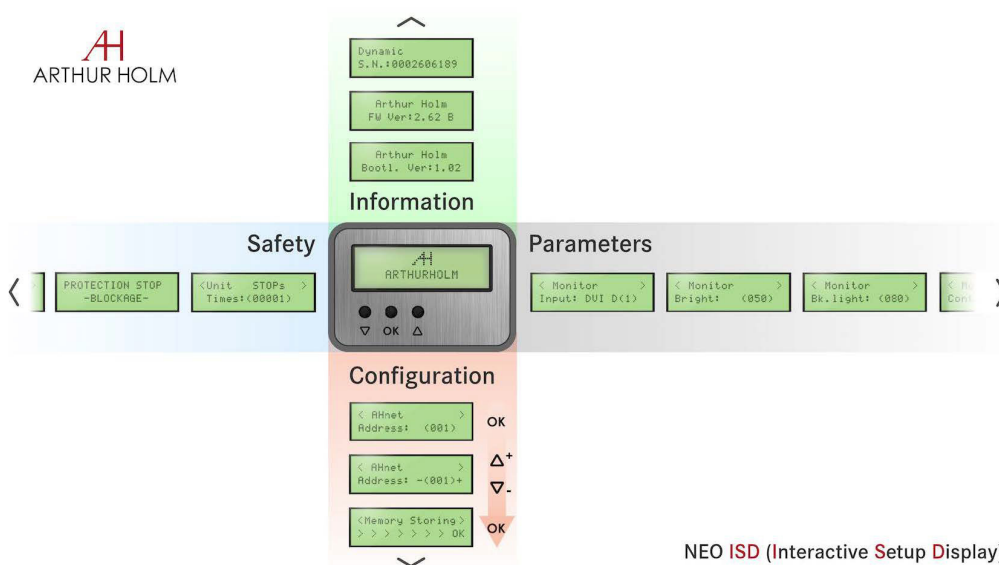 AH
ARTHUR HOLM
Dynamic
S.N.:0002606189
Arthur Holm
FW Ver:2.62 B
Arthur Holm
Bootl. Ver:1.02
Information
Safety
Parameters
PROTECTION STOP
-BLOCKAGE-
<Unit STOPs >
Times:(00001)
AH
ARTHURHOLM
OK
< Monitor >
Input: DVI D(1)
< Monitor >
Bright: (050)
< Monitor >
Bk.light: (080)
Configuration
< AHnet >
Address: (001)
OK
< AHnet >
Address: -(001)+
+
-
<Memory Storing>
> > > > > > > OK
OK
NEO ISD (Interactive Setup Display)